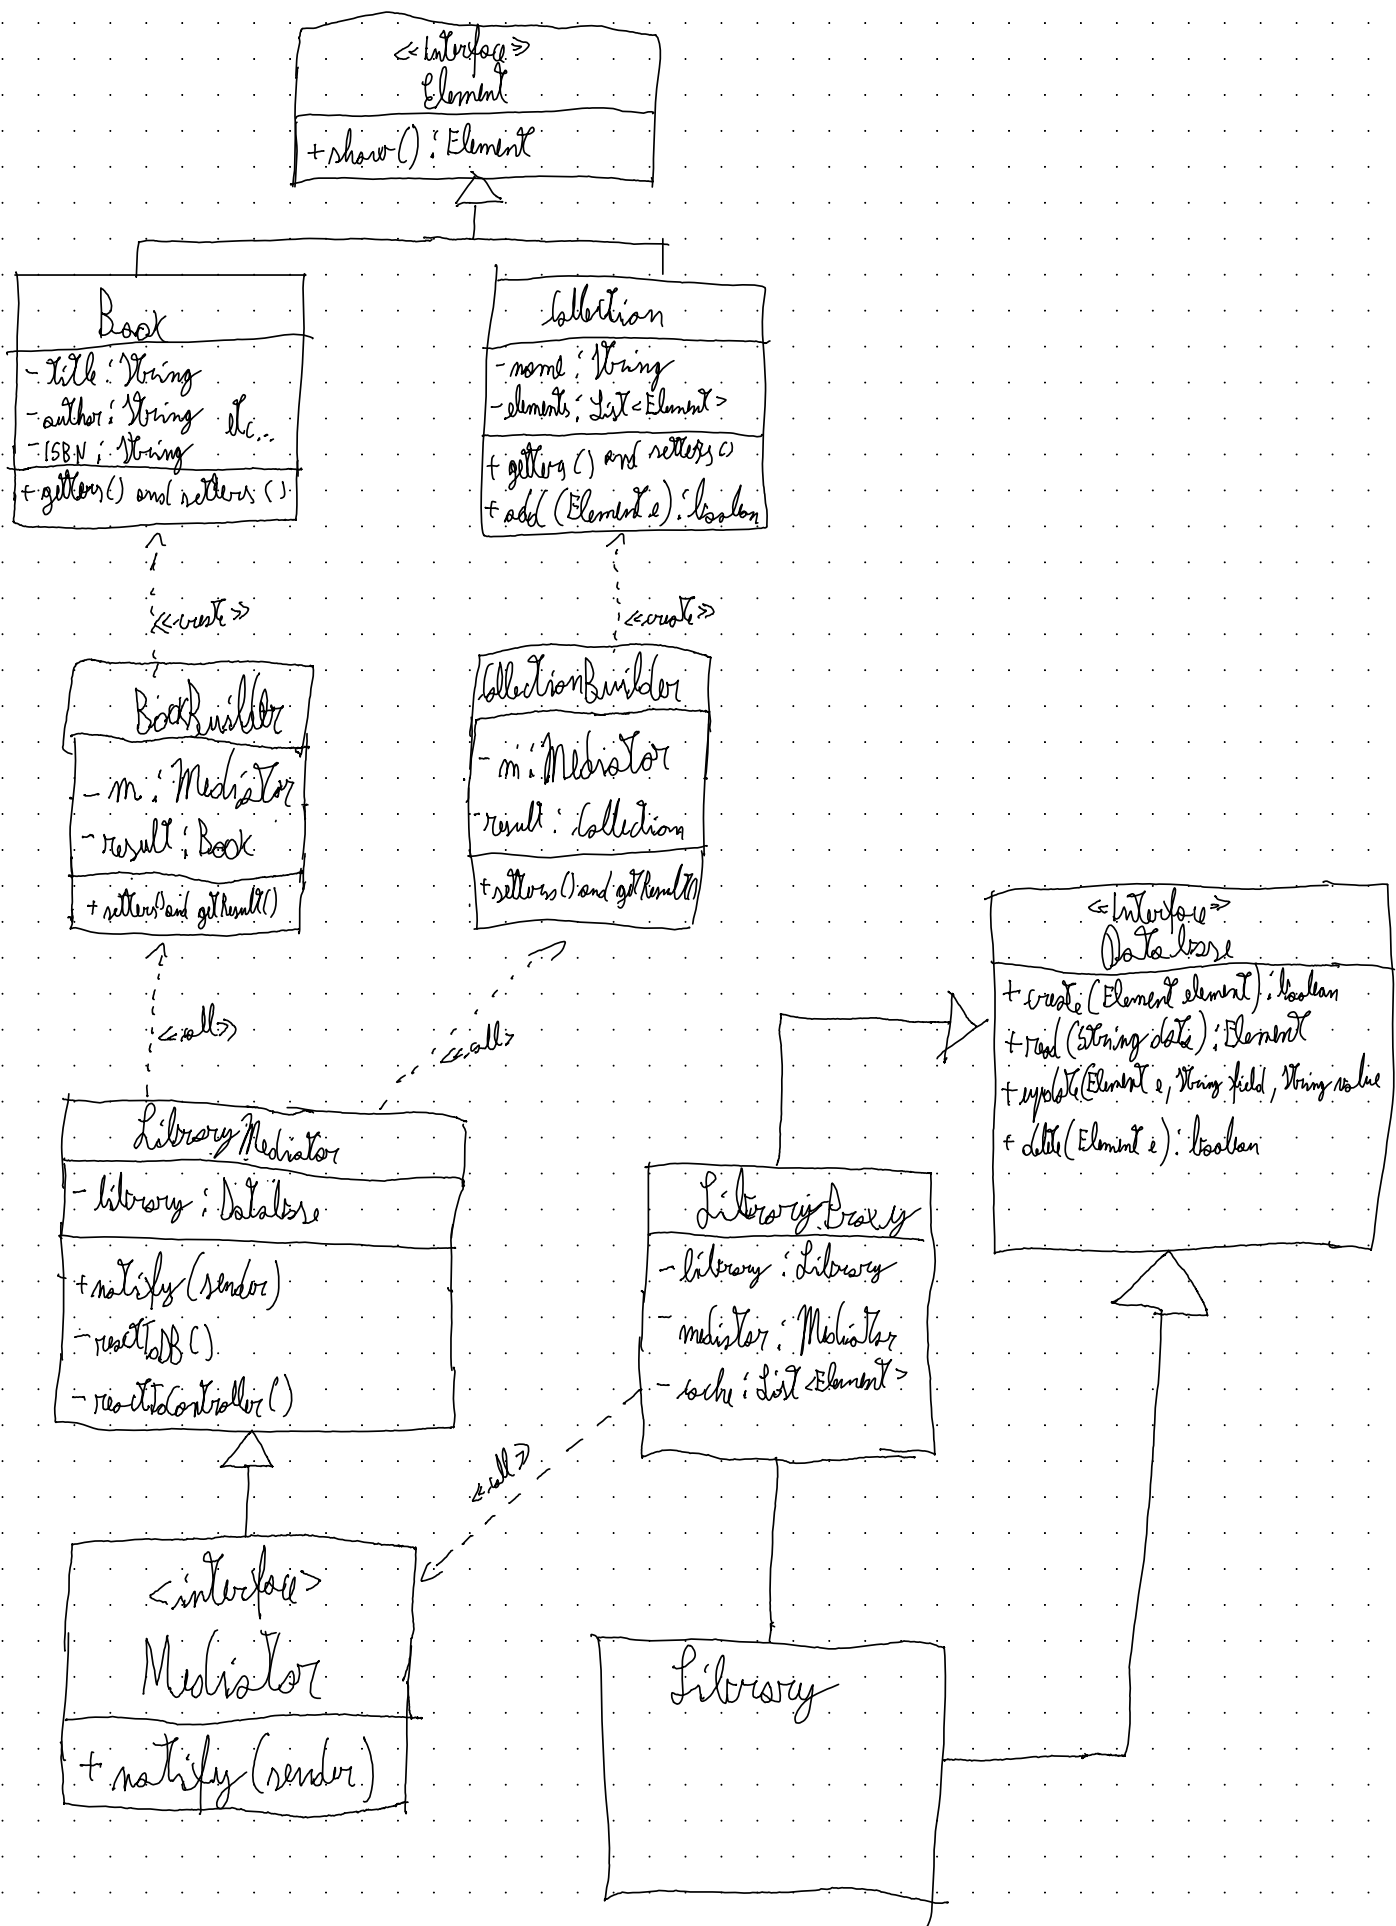 <<Interface>>
Element
+ show() : Element
Book
- title : String
- author : String etc...
- ISBN : String
+ getters() and setters()
Collection
- name : String
- elements : List<Element>
+ getters() and setters()
+ add(Element e) : boolean
<<create>>
<<create>>
BookBuilder
- m : Mediator
- result : Book
+ setters() and getResult()
CollectionBuilder
- m : Mediator
- result : Collection
+ setters() and getResult()
<<call>>
<<call>>
<<Interface>>
Database
+ create(Element element) : boolean
+ read(String data) : Element
+ update(Element e, String field, String value
+ delete(Element e) : boolean
LibraryMediator
- library : Database
+ notify(sender)
- reactToDB()
- reactToController()
LibraryProxy
- library : Library
- mediator : Mediator
- cache : List<Element>
<<call>>
<interface>
Mediator
+ notify(sender)
Library